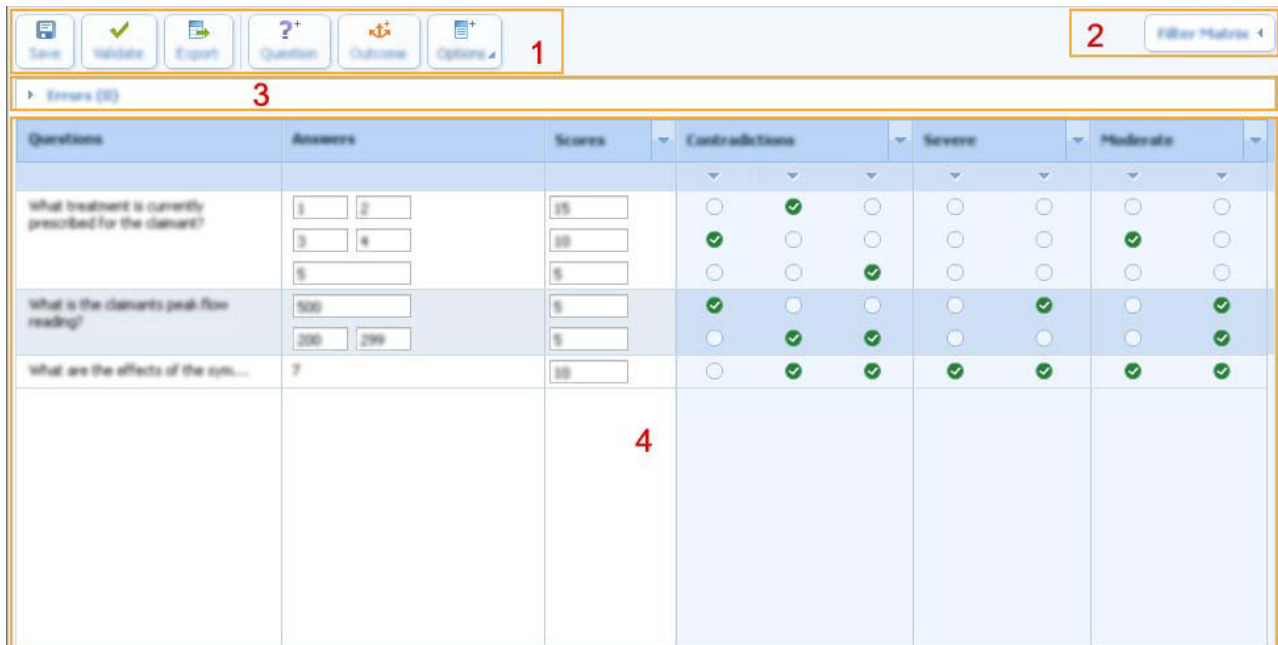 Save Validate Export Question Outcome Options 1
2 Filter Matrix
Errors (0) 3
Questions Answers Scores Contradictions Severe Moderate
What treatment is currently
prescribed for the claimant?
1 2 15
3 4 10
5 5
What is the claimants peak flow
reading?
500 5
200 299 5
What are the effects of the sym... 7 10
4